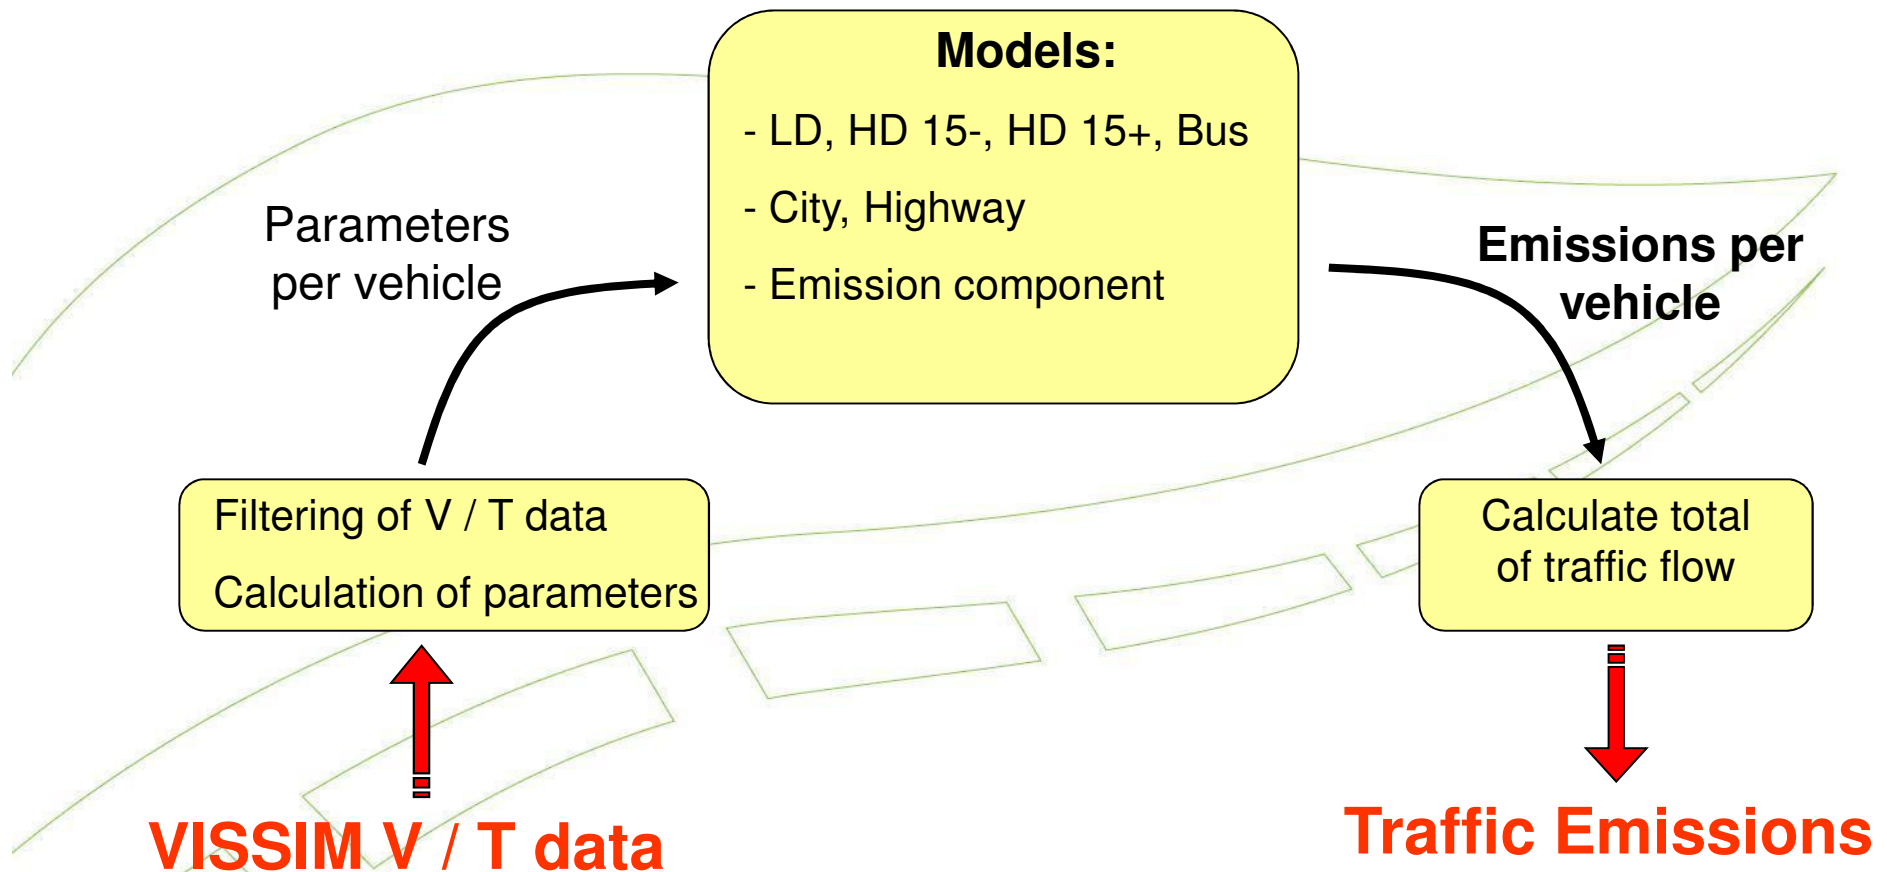 Models:
- LD, HD 15-, HD 15+, Bus
- City, Highway
- Emission component
Parameters
per vehicle
Emissions per
vehicle
Filtering of V / T data
Calculation of parameters
Calculate total
of traffic flow
VISSIM V / T data
Traffic Emissions